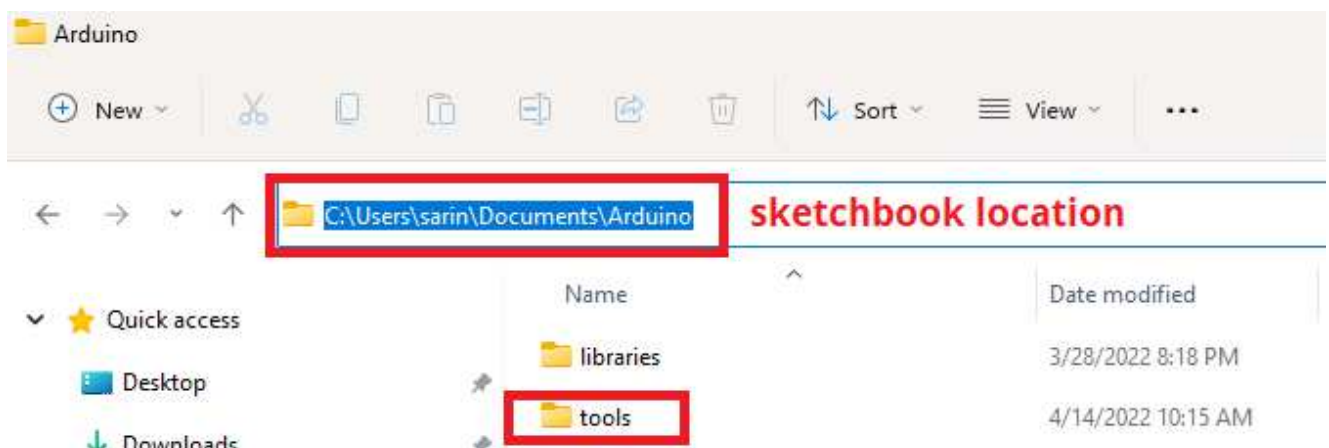 Arduino
New Sort View ...
C:\Users\sarin\Documents\Arduino sketchbook location
Name Date modified
Quick access
libraries 3/28/2022 8:18 PM
Desktop
tools 4/14/2022 10:15 AM
Downloads